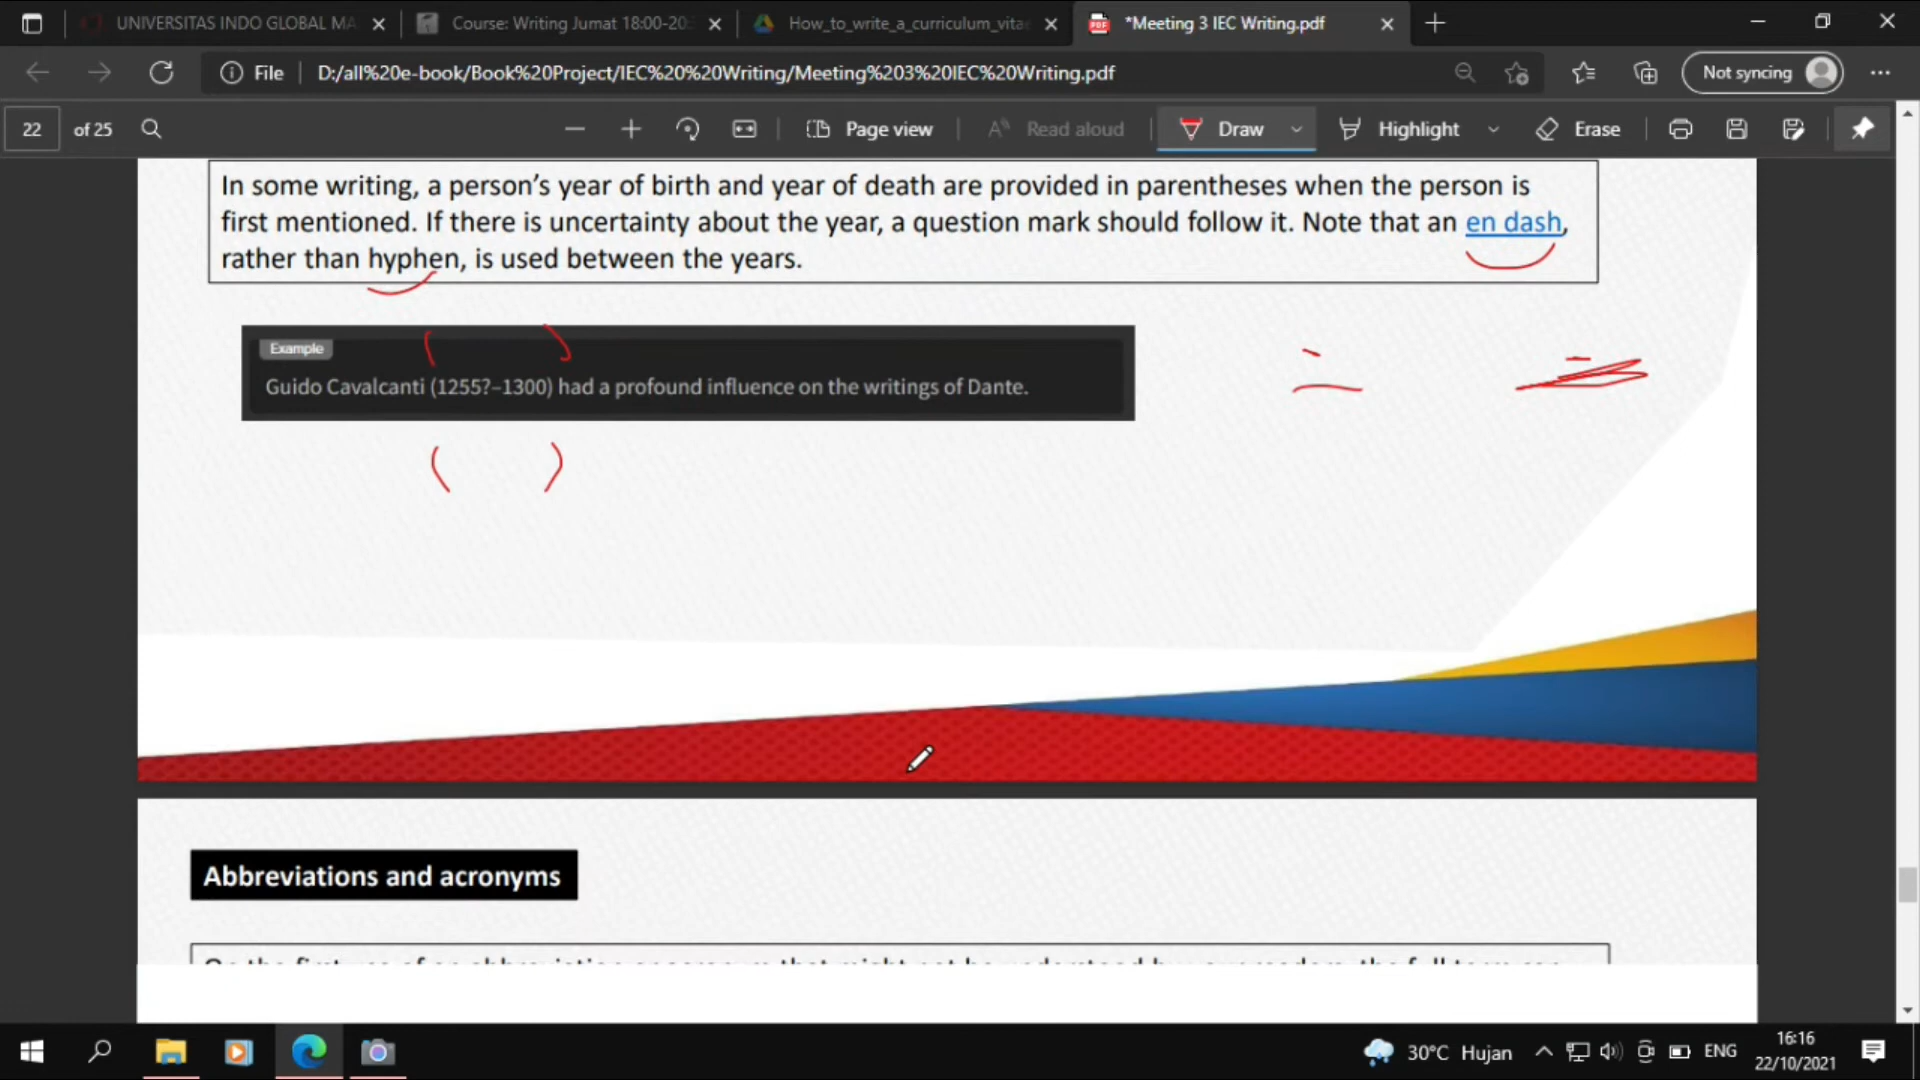 UNIVERSITAS INDO GLOBAL MA
Course: Writing Jumat 18:00-20:
How_to_write_a_curriculum_vitae
*Meeting 3 IEC Writing.pdf
File
D:/all%20e-book/Book%20Project/IEC%20%20Writing/Meeting%203%20IEC%20Writing.pdf
Not syncing
22 of 25
Page view
Read aloud
Draw
Highlight
Erase
In some writing, a person’s year of birth and year of death are provided in parentheses when the person is
first mentioned. If there is uncertainty about the year, a question mark should follow it. Note that an en dash,
rather than hyphen, is used between the years.
Example
Guido Cavalcanti (1255?–1300) had a profound influence on the writings of Dante.
Abbreviations and acronyms
30°C Hujan
ENG
16:16
22/10/2021